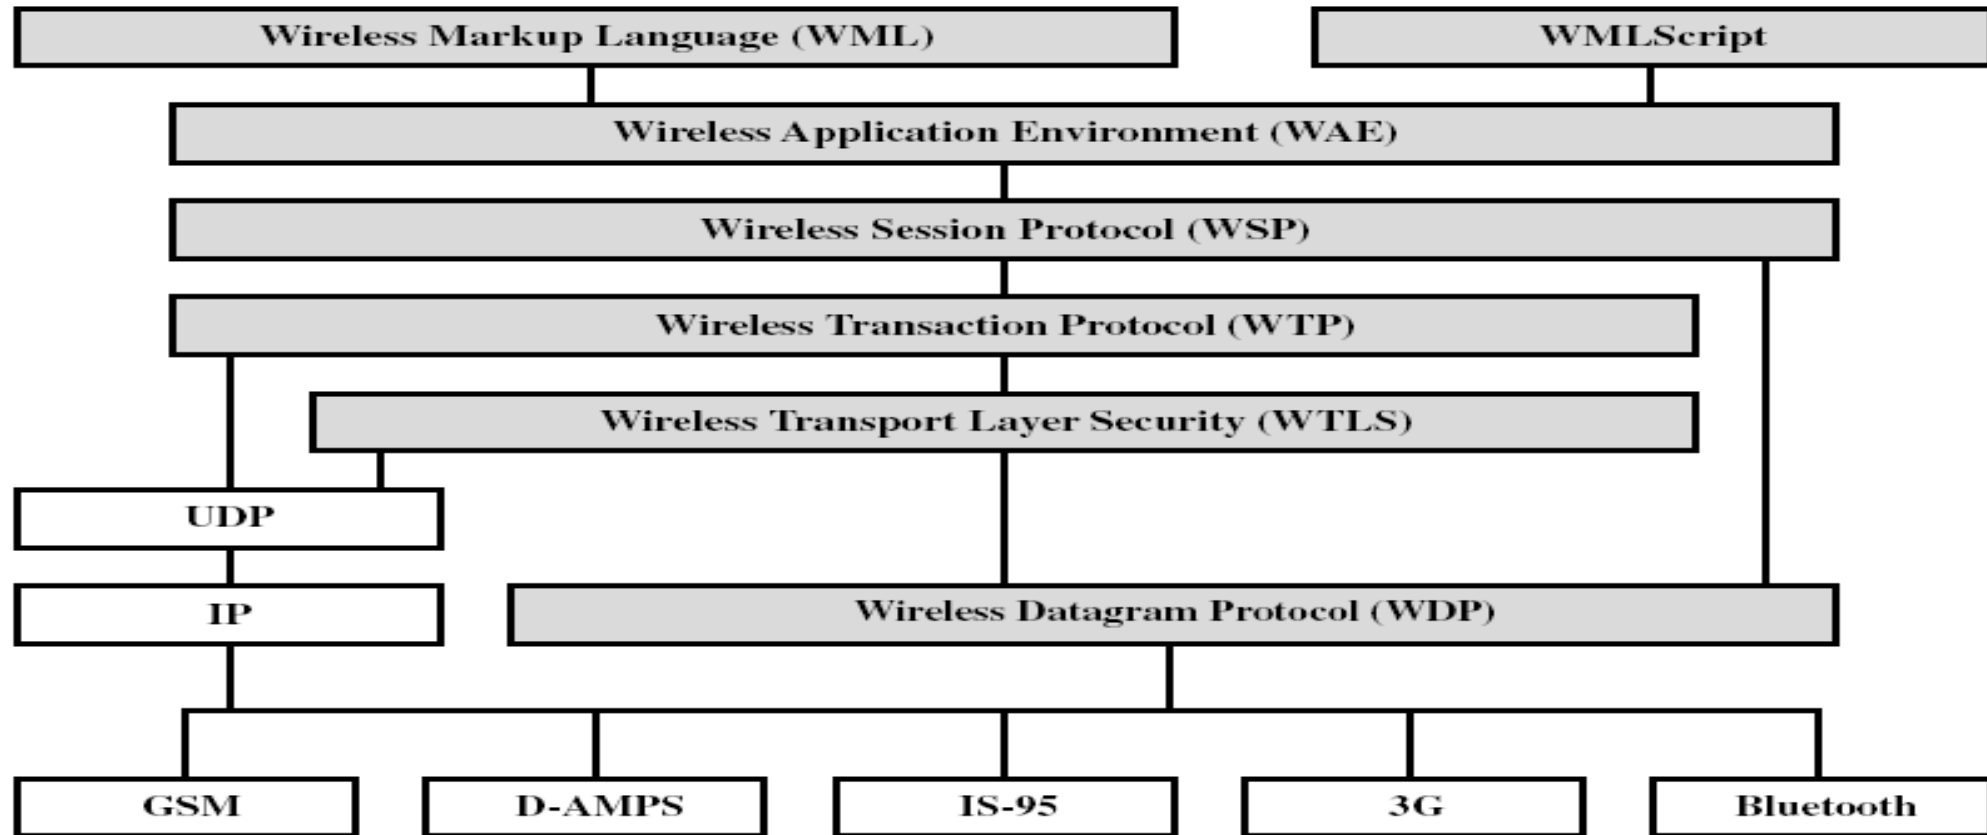 Wireless Markup Language (WML)
WMLScript
Wireless Application Environment (WAE)
Wireless Session Protocol (WSP)
Wireless Transaction Protocol (WTP)
Wireless Transport Layer Security (WTLS)
UDP
IP
Wireless Datagram Protocol (WDP)
GSM
D-AMPS
IS-95
3G
Bluetooth